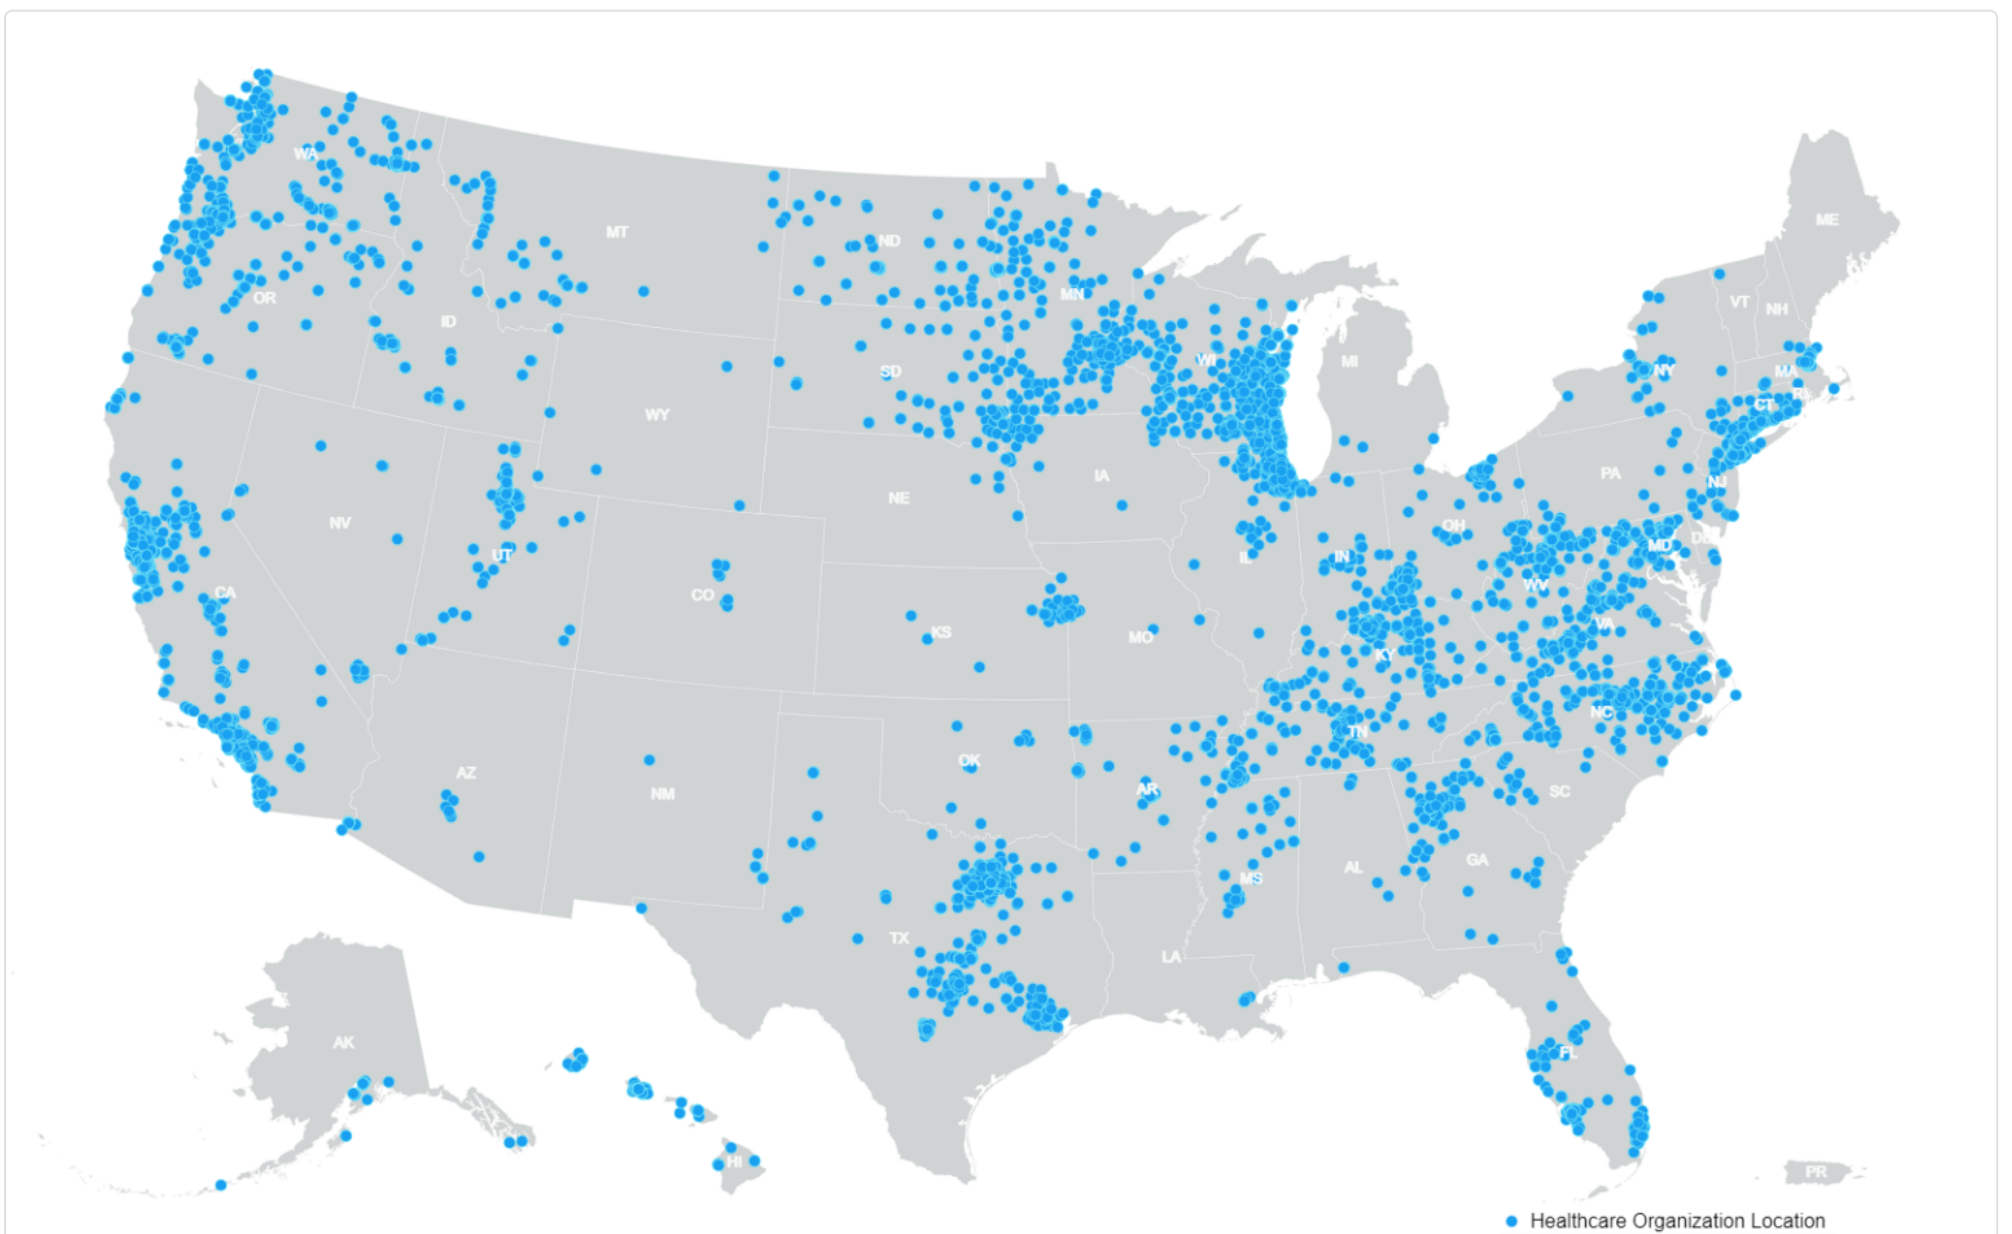 WA
MT
ND
ME
OR
MN
VT
NH
ID
WI
MI
SD
NY
MA
RI
CT
WY
IA
PA
NJ
NE
NV
OH
MD
DE
UT
IL
IN
WV
CA
CO
KS
MO
VA
KY
NC
TN
OK
AZ
NM
AR
SC
GA
AL
MS
TX
LA
AK
FL
HI
PR
Healthcare Organization Location